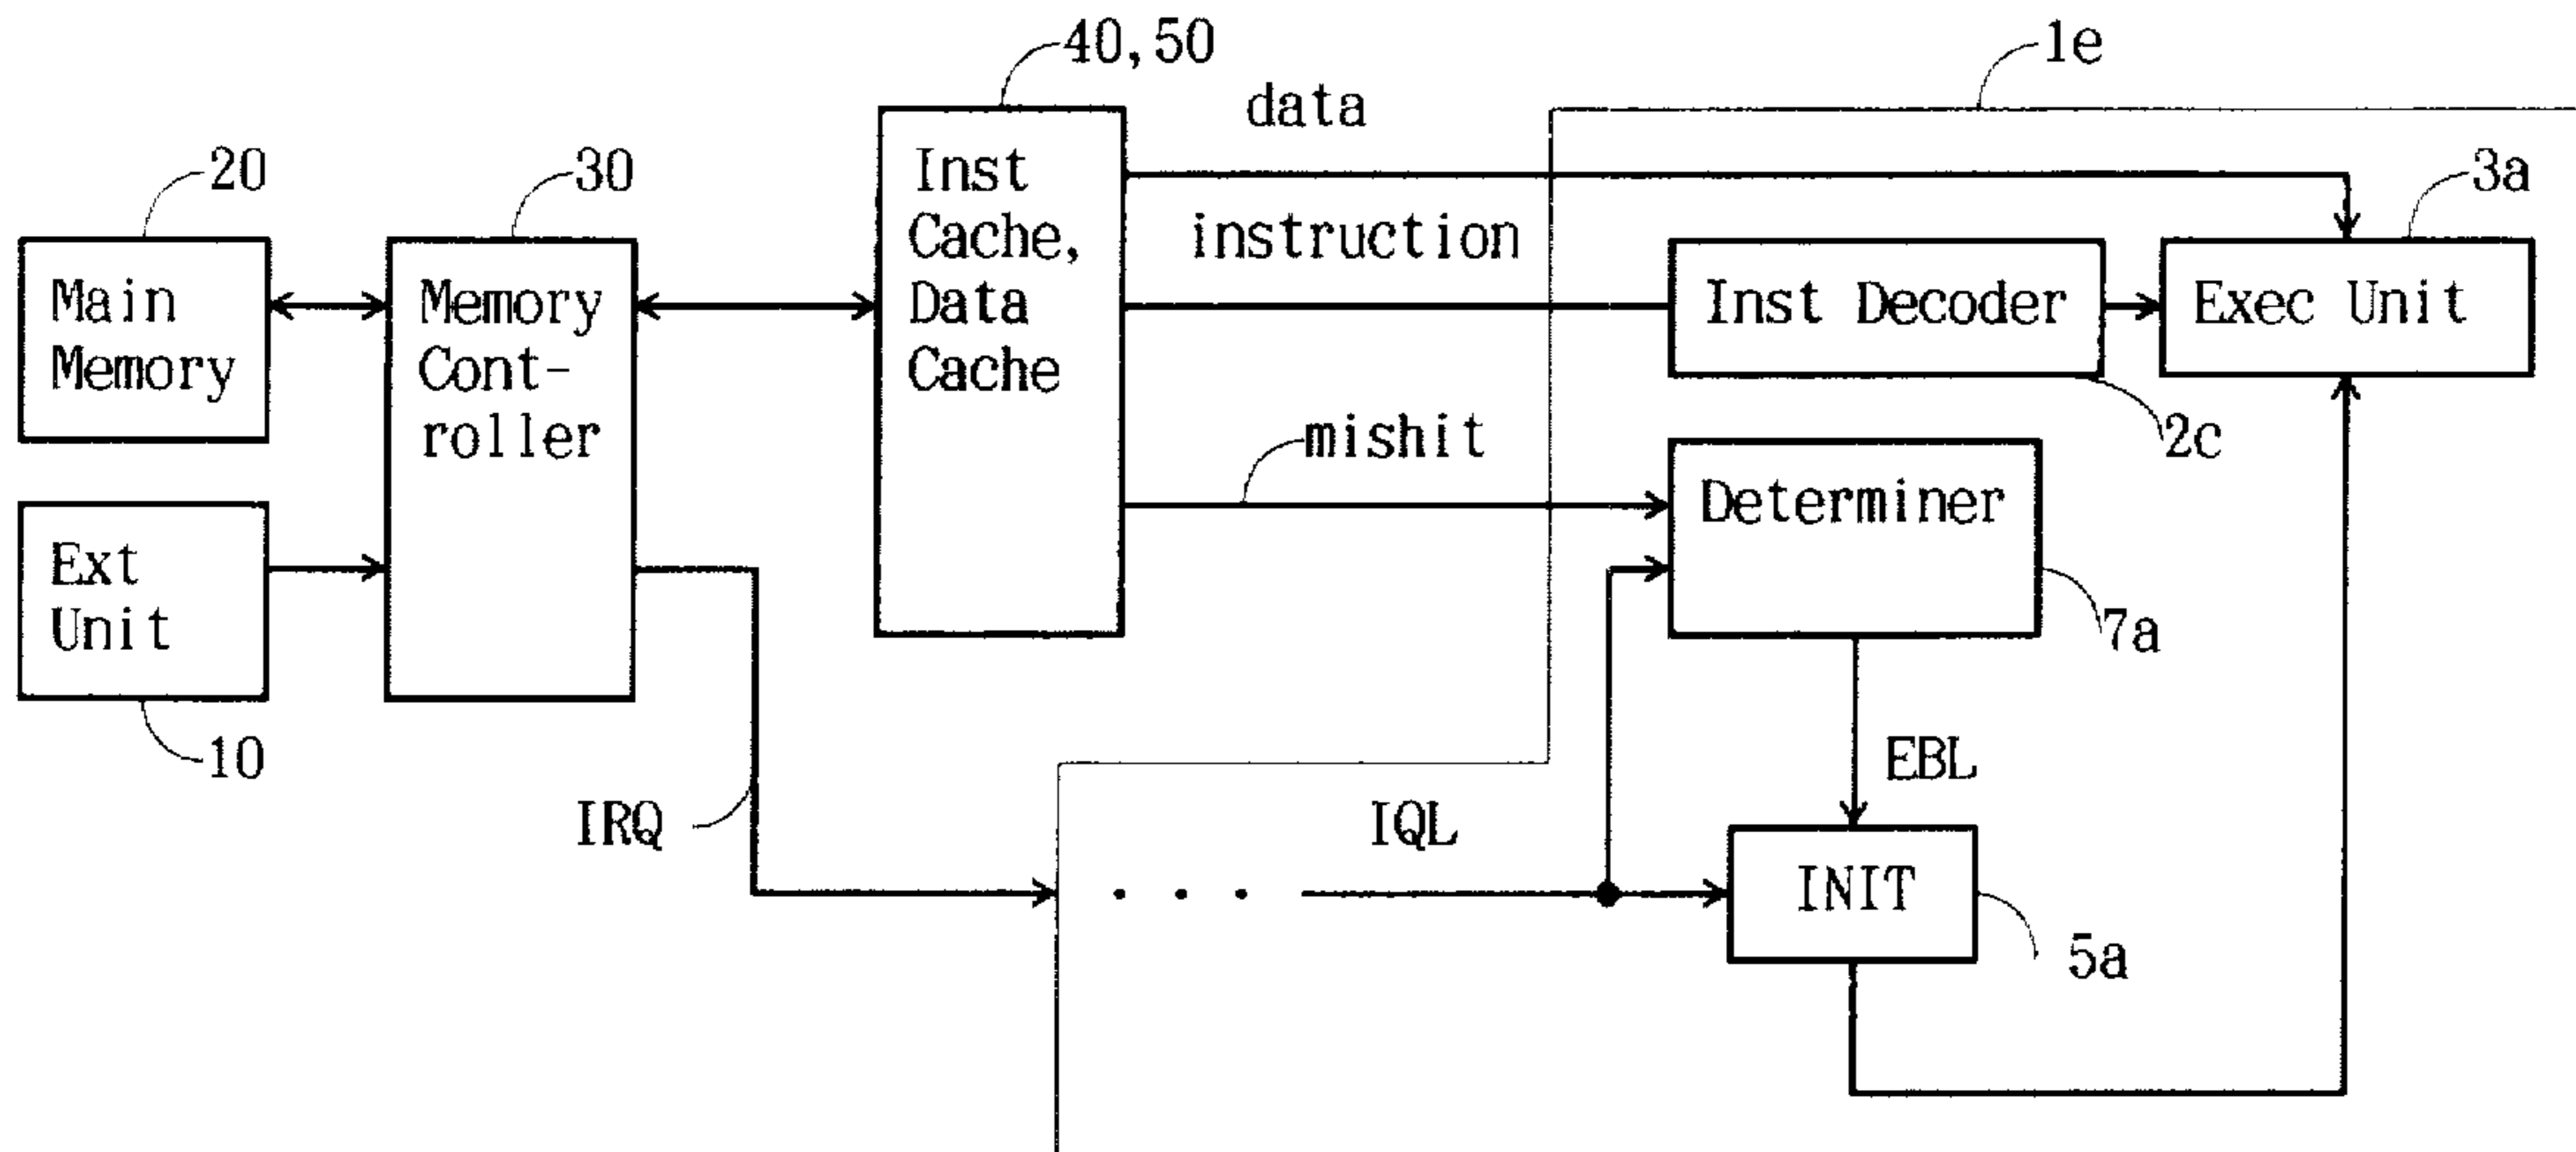 40,50
1e
data
20
30
3a
Inst
Cache,
Data
Cache
instruction
Main
Memory
Memory
Cont-
roller
Inst Decoder
Exec Unit
mishit
2c
Determiner
Ext
Unit
7a
10
EBL
IRQ
IQL
. . .
INIT
5a